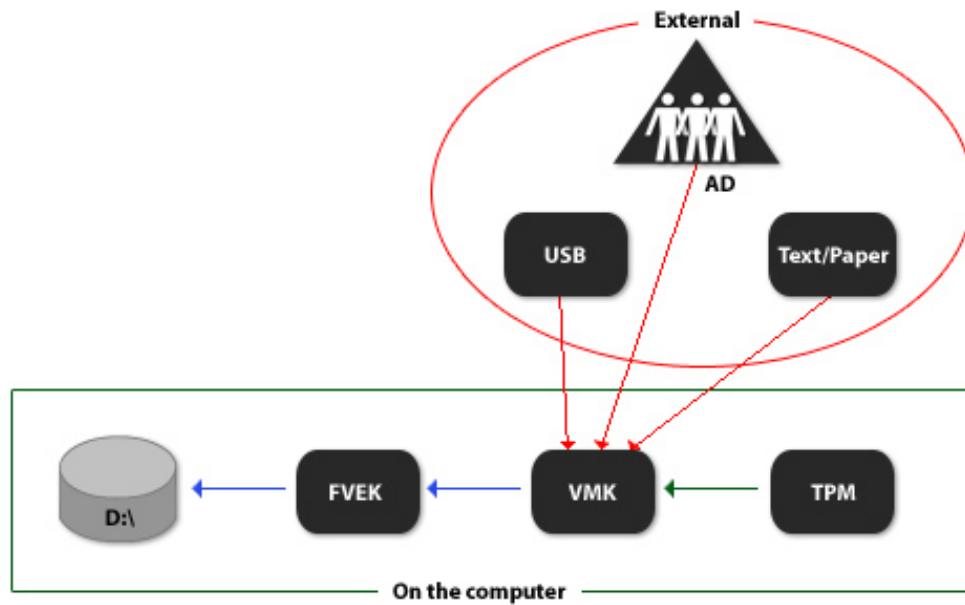 External
AD
USB
Text/Paper
D:\
FVEK
VMK
TPM
On the computer